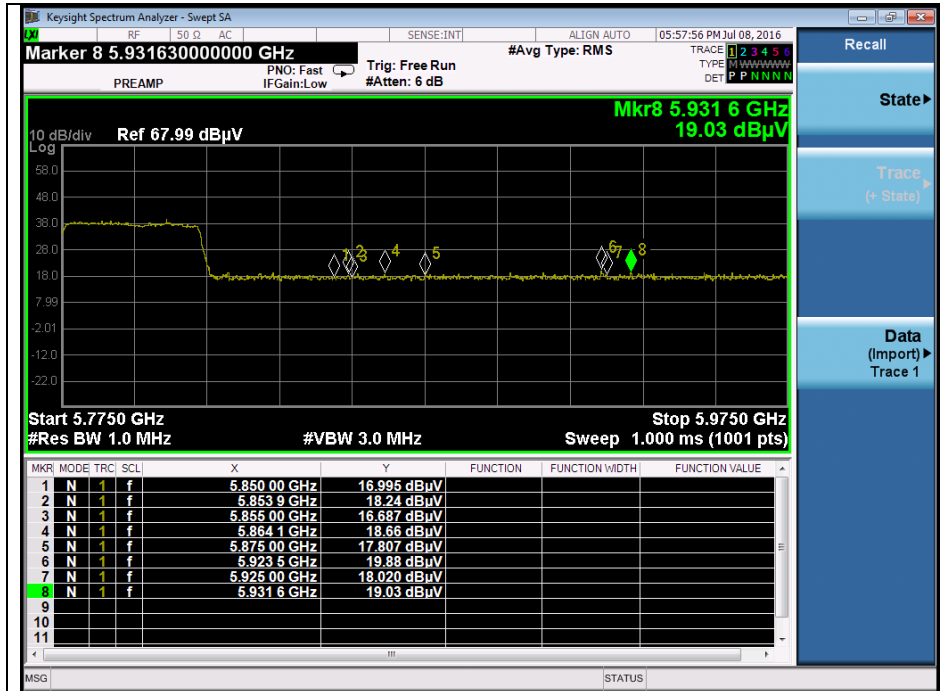 Keysight Spectrum Analyzer - Swept SA
LXI RF 50 Ω AC SENSE:INT ALIGN AUTO 05:57:56 PM Jul 08, 2016
Marker 8 5.931630000000 GHz
PREAMP
PNO: Fast
IFGain:Low
Trig: Free Run
#Atten: 6 dB
#Avg Type: RMS
TRACE 1 2 3 4 5 6
TYPE M WWWWW
DET P P N N N N
Mkr8 5.931 6 GHz
19.03 dBµV
10 dB/div Ref 67.99 dBµV
Log
58.0
48.0
38.0
28.0
18.0
7.99
-2.01
-12.0
-22.0
1 2 3 4 5 6 7 8
Start 5.7750 GHz Stop 5.9750 GHz
#Res BW 1.0 MHz #VBW 3.0 MHz Sweep 1.000 ms (1001 pts)
MKR MODE TRC SCL X Y FUNCTION FUNCTION WIDTH FUNCTION VALUE
1 N 1 f 5.850 00 GHz 16.995 dBµV
2 N 1 f 5.853 9 GHz 18.24 dBµV
3 N 1 f 5.855 00 GHz 16.687 dBµV
4 N 1 f 5.864 1 GHz 18.66 dBµV
5 N 1 f 5.875 00 GHz 17.807 dBµV
6 N 1 f 5.923 5 GHz 19.88 dBµV
7 N 1 f 5.925 00 GHz 18.020 dBµV
8 N 1 f 5.931 6 GHz 19.03 dBµV
9
10
11
MSG STATUS
Recall
State
Trace
(+ State)
Data
(Import)
Trace 1